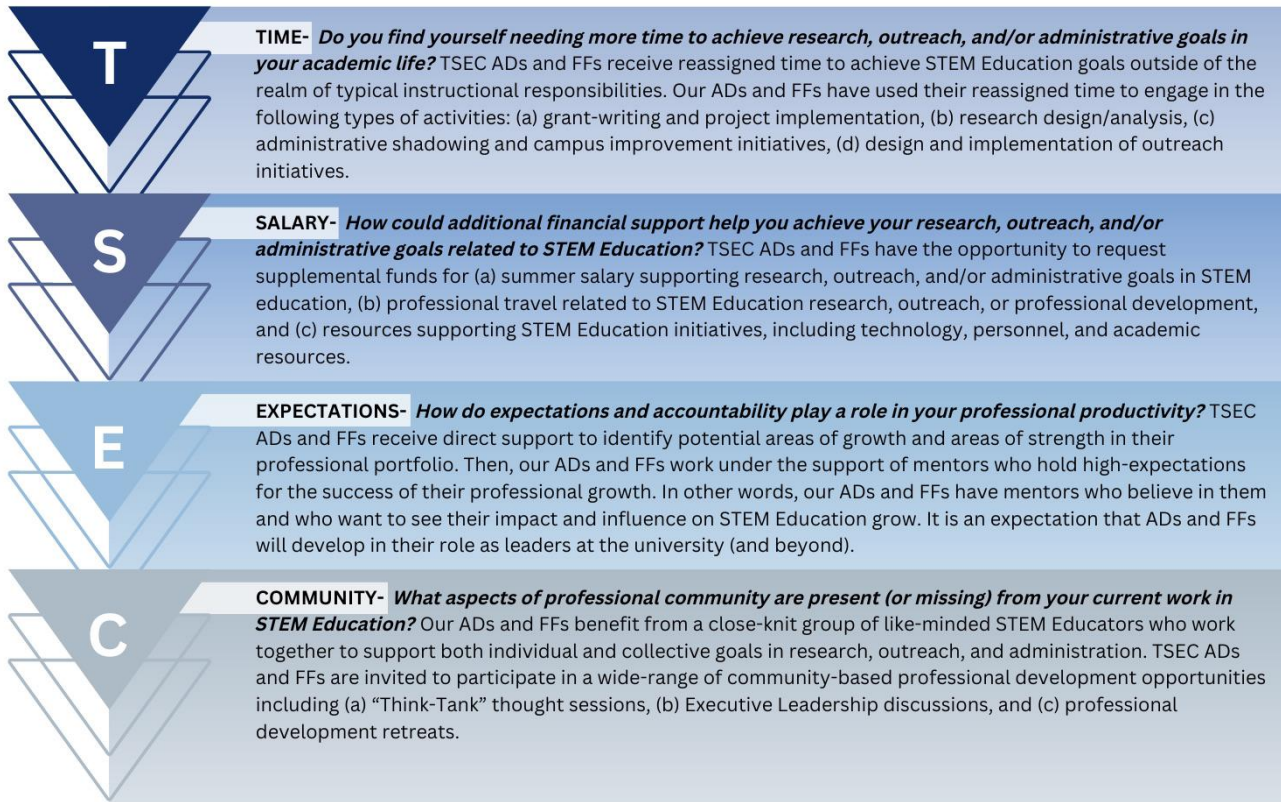 T
TIME- Do you find yourself needing more time to achieve research, outreach, and/or administrative goals in
your academic life? TSEC ADs and FFs receive reassigned time to achieve STEM Education goals outside of the
realm of typical instructional responsibilities. Our ADs and FFs have used their reassigned time to engage in the
following types of activities: (a) grant-writing and project implementation, (b) research design/analysis, (c)
administrative shadowing and campus improvement initiatives, (d) design and implementation of outreach
initiatives.
S
SALARY- How could additional financial support help you achieve your research, outreach, and/or
administrative goals related to STEM Education? TSEC ADs and FFs have the opportunity to request
supplemental funds for (a) summer salary supporting research, outreach, and/or administrative goals in STEM
education, (b) professional travel related to STEM Education research, outreach, or professional development,
and (c) resources supporting STEM Education initiatives, including technology, personnel, and academic
resources.
E
EXPECTATIONS- How do expectations and accountability play a role in your professional productivity? TSEC
ADs and FFs receive direct support to identify potential areas of growth and areas of strength in their
professional portfolio. Then, our ADs and FFs work under the support of mentors who hold high-expectations
for the success of their professional growth. In other words, our ADs and FFs have mentors who believe in them
and who want to see their impact and influence on STEM Education grow. It is an expectation that ADs and FFs
will develop in their role as leaders at the university (and beyond).
C
COMMUNITY- What aspects of professional community are present (or missing) from your current work in
STEM Education? Our ADs and FFs benefit from a close-knit group of like-minded STEM Educators who work
together to support both individual and collective goals in research, outreach, and administration. TSEC ADs
and FFs are invited to participate in a wide-range of community-based professional development opportunities
including (a) “Think-Tank” thought sessions, (b) Executive Leadership discussions, and (c) professional
development retreats.